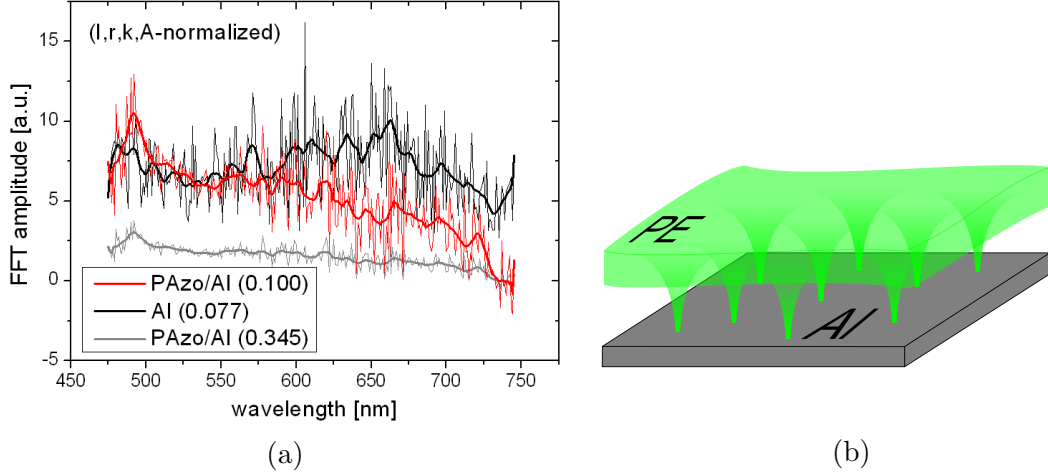 (l,r,k,A-normalized)
FFT amplitude [a.u.]
15
10
5
0
-5
PAzo/Al (0.100)
Al (0.077)
PAzo/Al (0.345)
450 500 550 600 650 700 750
wavelength [nm]
(a)
PE
Al
(b)